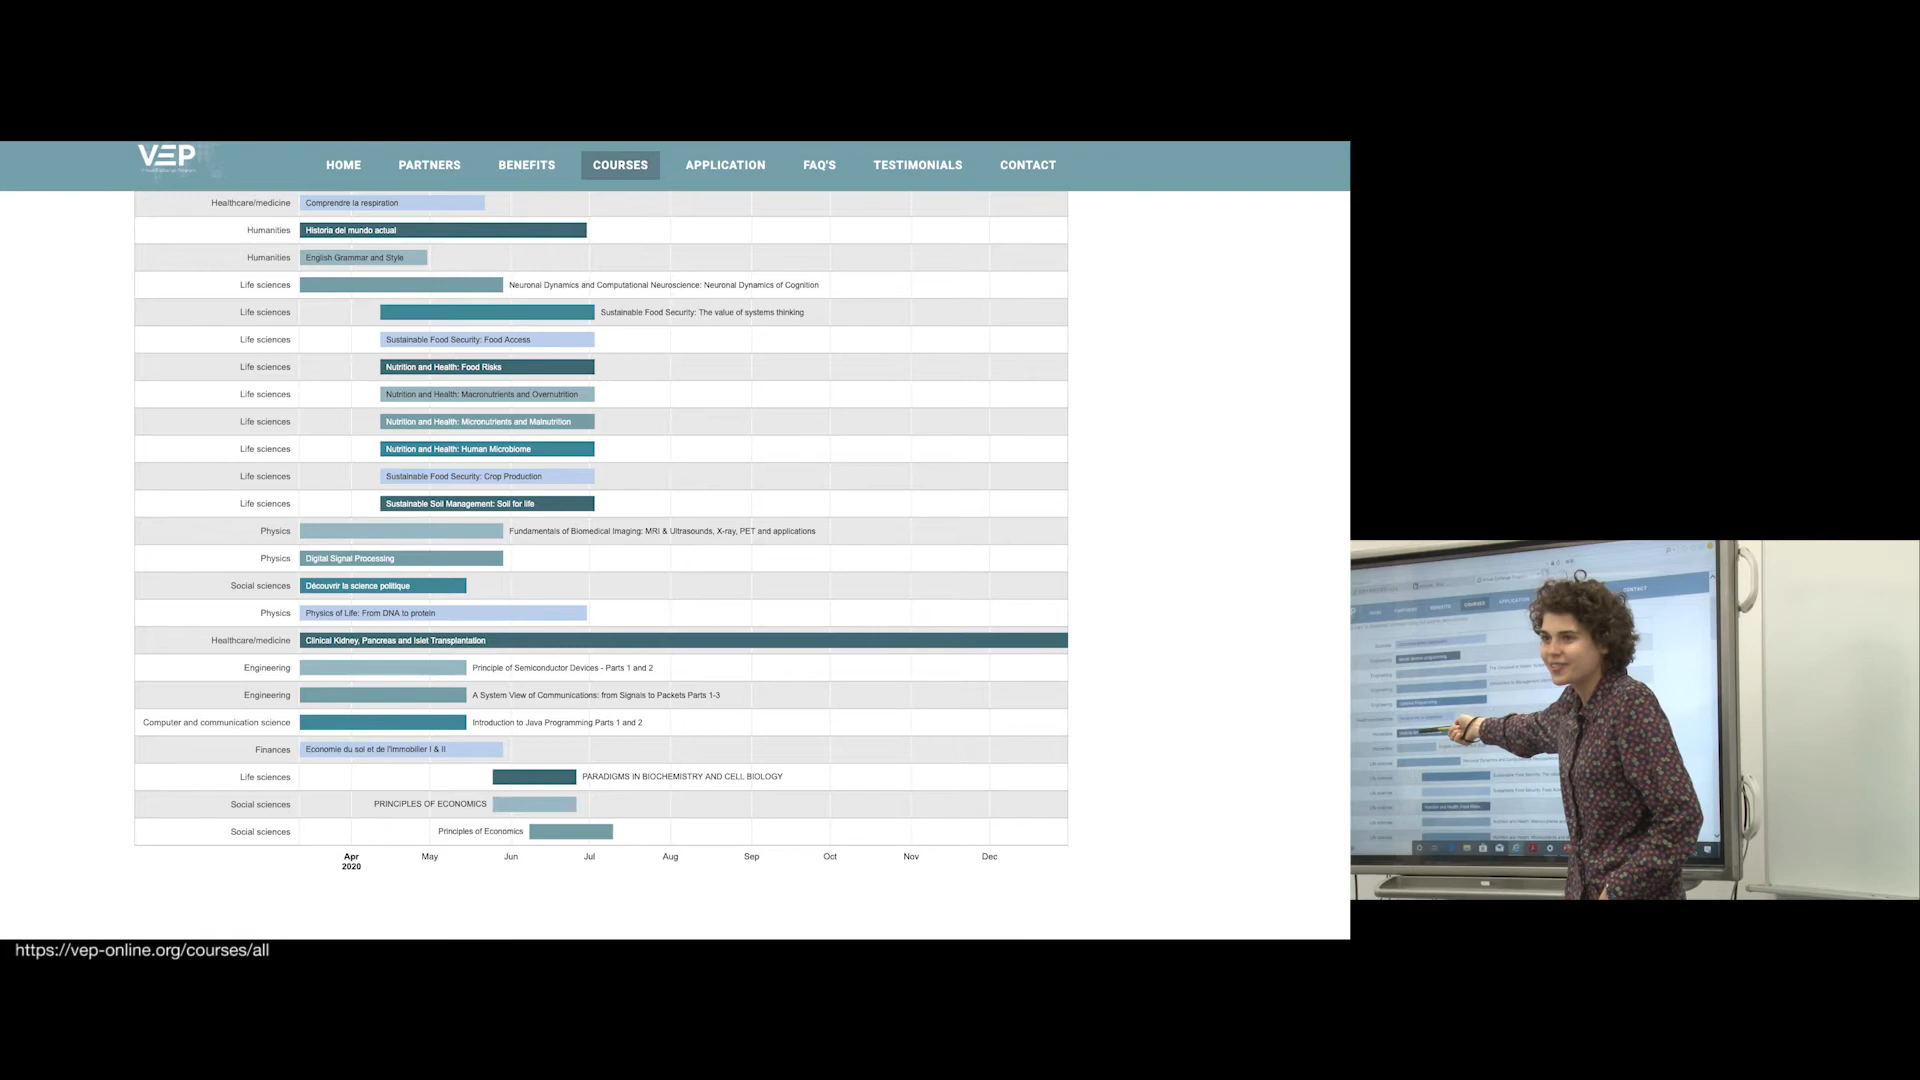 VEP
HOME PARTNERS BENEFITS COURSES APPLICATION FAQ'S TESTIMONIALS CONTACT
Healthcare/medicine Comprendre la respiration
Humanities Historia del mundo actual
Humanities English Grammar and Style
Life sciences Neuronal Dynamics and Computational Neuroscience: Neuronal Dynamics of Cognition
Life sciences Sustainable Food Security: The value of systems thinking
Life sciences Sustainable Food Security: Food Access
Life sciences Nutrition and Health: Food Risks
Life sciences Nutrition and Health: Macronutrients and Overnutrition
Life sciences Nutrition and Health: Micronutrients and Malnutrition
Life sciences Nutrition and Health: Human Microbiome
Life sciences Sustainable Food Security: Crop Production
Life sciences Sustainable Soil Management: Soil for life
Physics Fundamentals of Biomedical Imaging: MRI & Ultrasounds, X-ray, PET and applications
Physics Digital Signal Processing
Social sciences Découvrir la science politique
Physics Physics of Life: From DNA to protein
Healthcare/medicine Clinical Kidney, Pancreas and Islet Transplantation
Engineering Principle of Semiconductor Devices - Parts 1 and 2
Engineering A System View of Communications: from Signals to Packets Parts 1-3
Computer and communication science Introduction to Java Programming Parts 1 and 2
Finances Economie du sol et de l'immobilier I & II
Life sciences PARADIGMS IN BIOCHEMISTRY AND CELL BIOLOGY
Social sciences PRINCIPLES OF ECONOMICS
Social sciences Principles of Economics
Apr May Jun Jul Aug Sep Oct Nov Dec
2020
https://vep-online.org/courses/all
HOME PARTNERS BENEFITS COURSES APPLICATION CONTACT